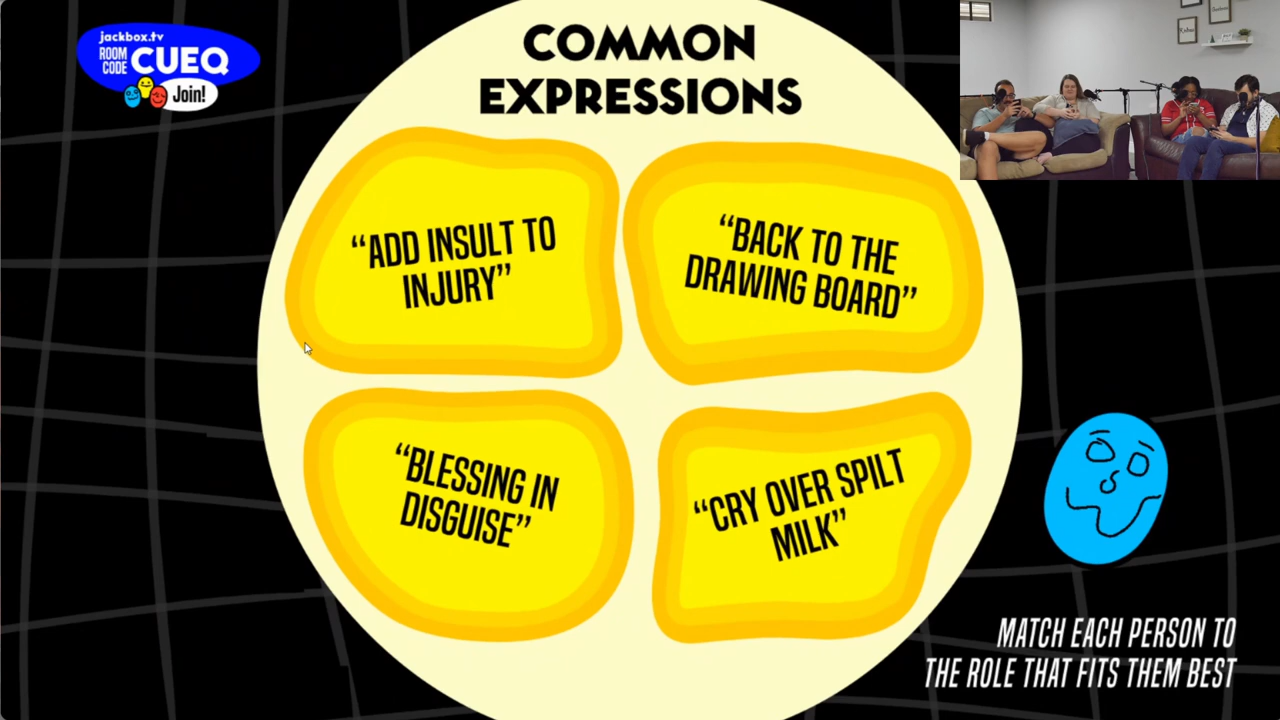 jackbox.tv
ROOM
CODE
CUEQ
Join!
COMMON
EXPRESSIONS
“ADD INSULT TO
INJURY”
“BACK TO THE
DRAWING BOARD”
“BLESSING IN
DISGUISE”
“CRY OVER SPILT
MILK”
MATCH EACH PERSON TO
THE ROLE THAT FITS THEM BEST